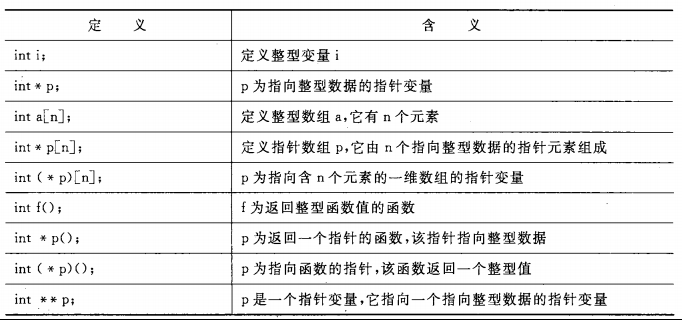 定 义 含 义
int i; 定义整型变量 i
int * p; p 为指向整型数据的指针变量
int a[n]; 定义整型数组 a,它有 n 个元素
int * p[n]; 定义指针数组 p,它由 n 个指向整型数据的指针元素组成
int ( * p)[n]; p 为指向含 n 个元素的一维数组的指针变量
int f(); f 为返回整型函数值的函数
int * p(); p 为返回一个指针的函数,该指针指向整型数据
int ( * p)(); p 为指向函数的指针,该函数返回一个整型值
int * * p; p 是一个指针变量,它指向一个指向整型数据的指针变量